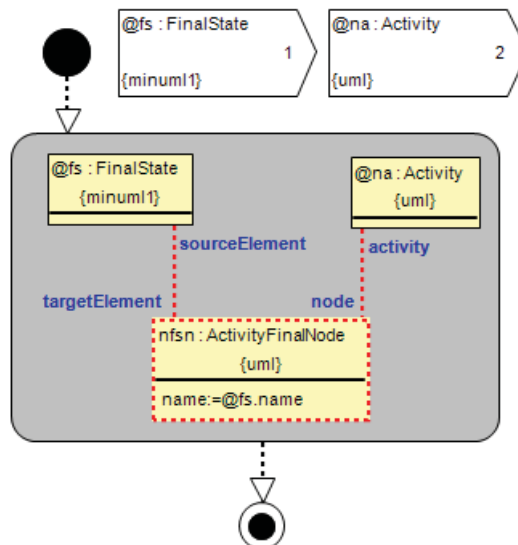 @fs : FinalState
1
{minuml1}
@na : Activity
2
{uml}
@fs : FinalState
{minuml1}
@na : Activity
{uml}
sourceElement
activity
targetElement
node
nfsn : ActivityFinalNode
{uml}
name:=@fs.name